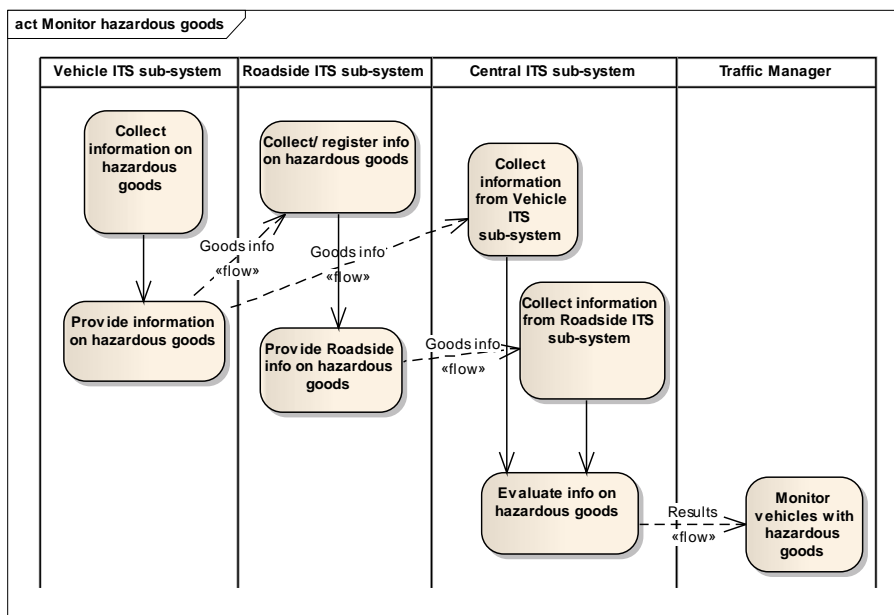 act Monitor hazardous goods
Vehicle ITS sub-system
Roadside ITS sub-system
Central ITS sub-system
Traffic Manager
Collect
information on
hazardous
goods
Collect/ register info
on hazardous goods
Collect
information
from Vehicle
ITS
sub-system
Goods info
«flow»
Goods info
«flow»
Provide information
on hazardous goods
Collect information
from Roadside ITS
sub-system
Provide Roadside
info on hazardous
goods
Goods info
«flow»
Evaluate info on
hazardous goods
Results
«flow»
Monitor
vehicles with
hazardous
goods